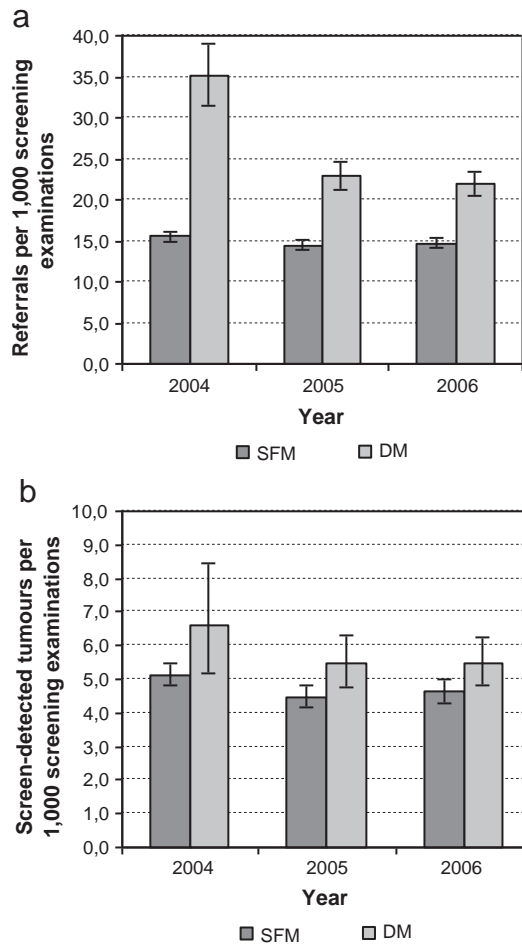 a
Referrals per 1,000 screening
examinations
40,0
35,0
30,0
25,0
20,0
15,0
10,0
5,0
0,0
2004 2005 2006
Year
SFM DM
b
Screen-detected tumours per
1,000 screening examinations
10,0
9,0
8,0
7,0
6,0
5,0
4,0
3,0
2,0
1,0
0,0
2004 2005 2006
Year
SFM DM